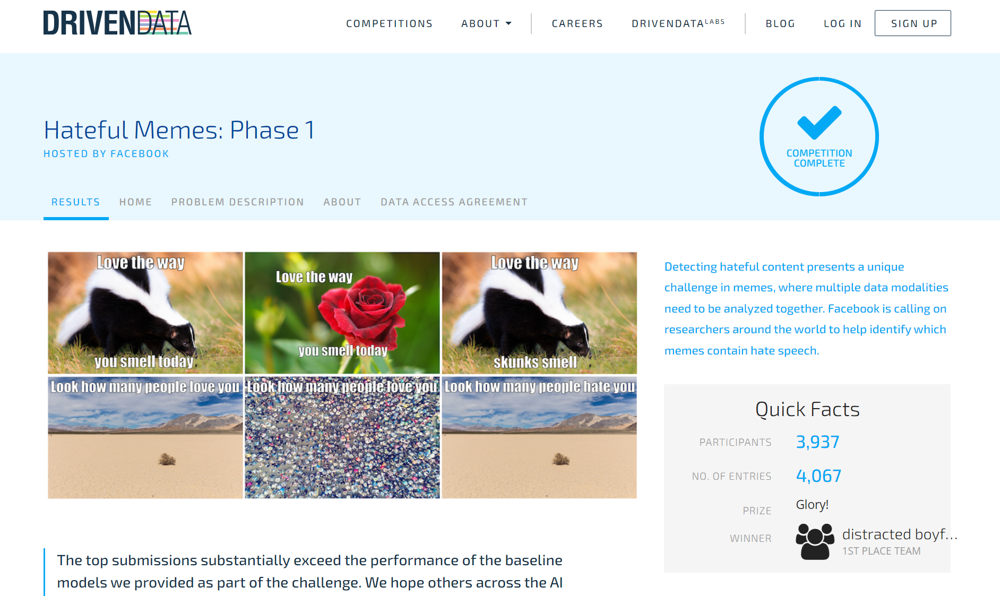 DRIVENDATA
COMPETITIONS
ABOUT
CAREERS
DRIVENDATALABS
BLOG
LOG IN
SIGN UP
Hateful Memes: Phase 1
HOSTED BY FACEBOOK
COMPETITION
COMPLETE
RESULTS
HOME
PROBLEM DESCRIPTION
ABOUT
DATA ACCESS AGREEMENT
Love the way
you smell today
Love the way
you smell today
Love the way
skunks smell
Look how many people love you
Look how many people love you
Look how many people hate you
Detecting hateful content presents a unique
challenge in memes, where multiple data modalities
need to be analyzed together. Facebook is calling on
researchers around the world to help identify which
memes contain hate speech.
Quick Facts
PARTICIPANTS 3,937
NO. OF ENTRIES 4,067
PRIZE Glory!
WINNER distracted boyf...
1ST PLACE TEAM
The top submissions substantially exceed the performance of the baseline
models we provided as part of the challenge. We hope others across the AI